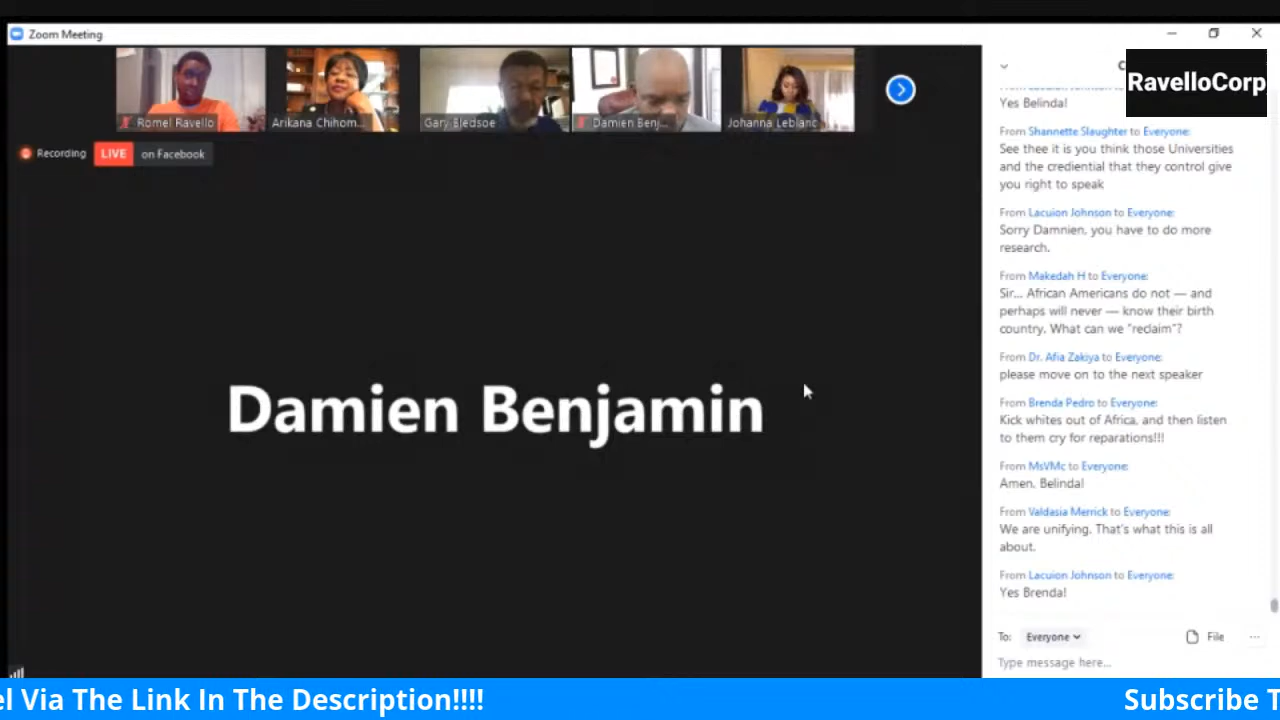 Zoom Meeting
RavelloCorp
Romel Ravello
Arikana Chihom...
Gary Bledsoe
Damien Benj...
Johanna Leblanc
Recording
LIVE on Facebook
Damien Benjamin
Yes Belinda!
From Shannette Slaughter to Everyone:
See thee it is you think those Universities
and the credential that they control give
you right to speak
From Lacuion Johnson to Everyone:
Sorry Damnien, you have to do more
research.
From Makedah H to Everyone:
Sir... African Americans do not — and
perhaps will never — know their birth
country. What can we "reclaim"?
From Dr. Afia Zakiya to Everyone:
please move on to the next speaker
From Brenda Pedro to Everyone:
Kick whites out of Africa, and then listen
to them cry for reparations!!!
From MsVMc to Everyone:
Amen, Belinda!
From Valdasia Merrick to Everyone:
We are unifying. That's what this is all
about.
From Lacuion Johnson to Everyone:
Yes Brenda!
To: Everyone
File
Type message here...
el Via The Link In The Description!!!!
Subscribe T